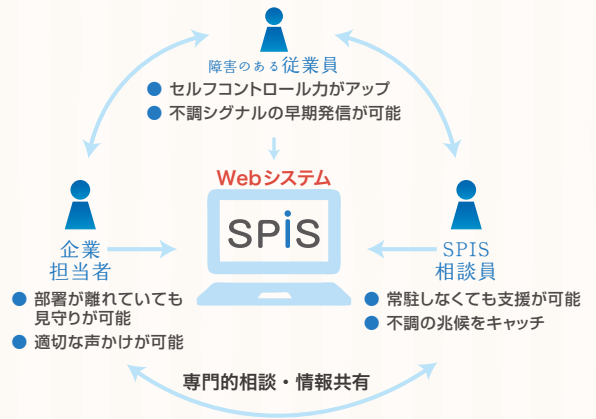 障害のある従業員
● セルフコントロール力がアップ
● 不調シグナルの早期発信が可能
Webシステム
SPiS
企業
担当者
● 部署が離れていても
見守りが可能
● 適切な声かけが可能
SPIS
相談員
● 常駐しなくても支援が可能
● 不調の兆候をキャッチ
専門的相談・情報共有